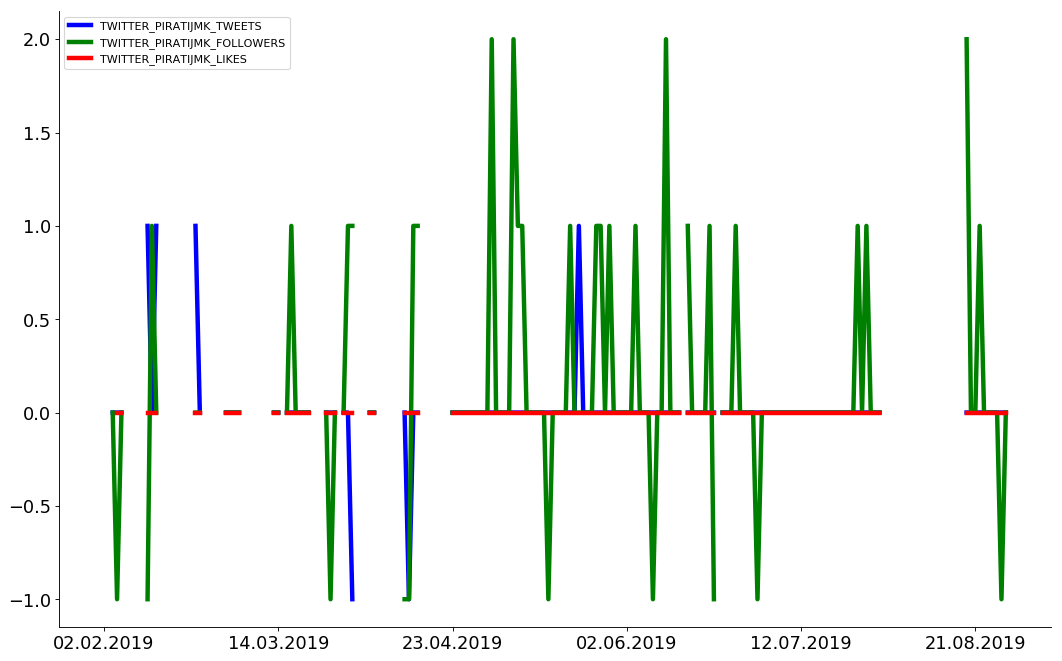 TWITTER_PIRATIJMK_TWEETS
TWITTER_PIRATIJMK_FOLLOWERS
TWITTER_PIRATIJMK_LIKES
2.0
1.5
1.0
0.5
0.0
−0.5
−1.0
02.02.2019 14.03.2019 23.04.2019 02.06.2019 12.07.2019 21.08.2019